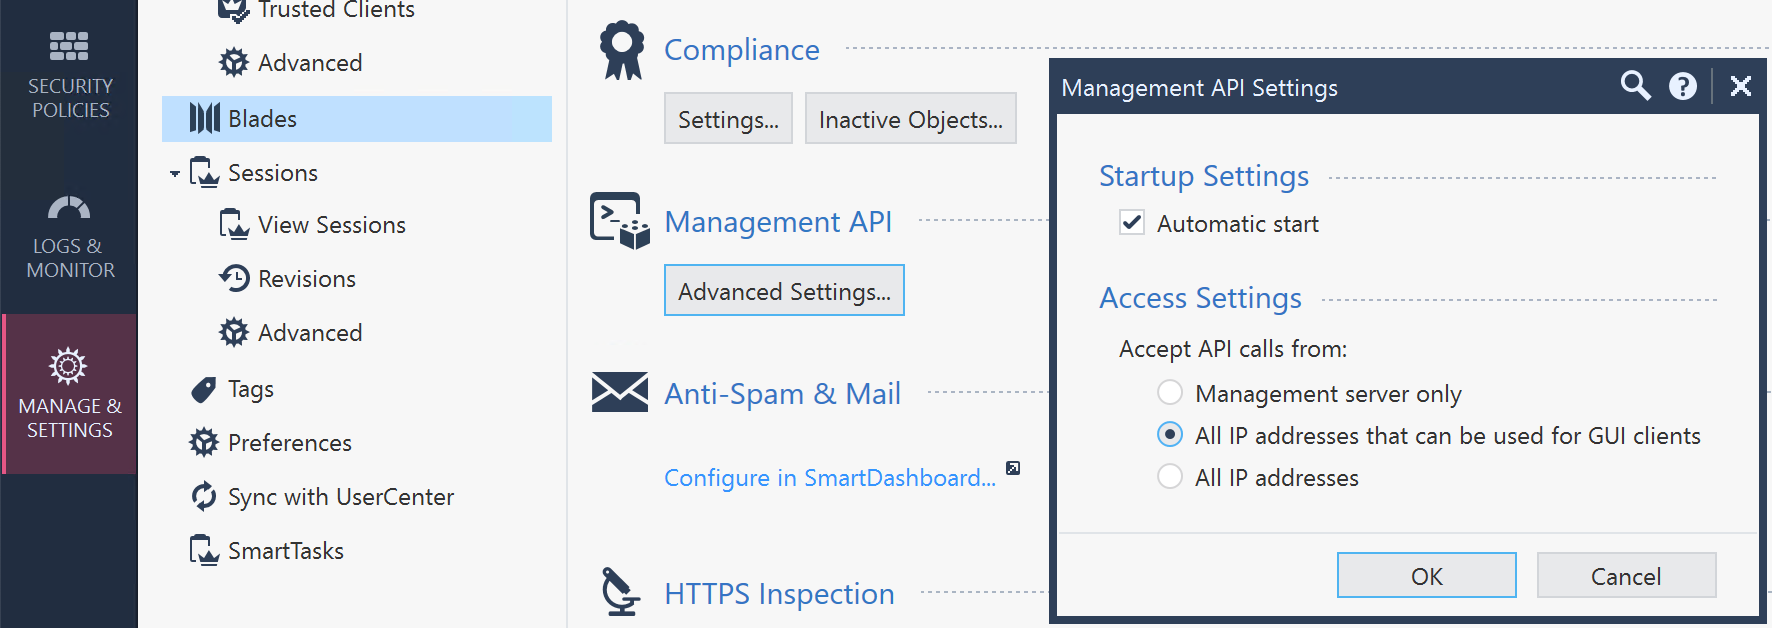 SECURITY
POLICIES
LOGS &
MONITOR
MANAGE &
SETTINGS
Trusted Clients
Advanced
Blades
Sessions
View Sessions
Revisions
Advanced
Tags
Preferences
Sync with UserCenter
SmartTasks
Compliance
Settings...
Inactive Objects...
Management API
Advanced Settings...
Anti-Spam & Mail
Configure in SmartDashboard...
HTTPS Inspection
Management API Settings
Startup Settings
Automatic start
Access Settings
Accept API calls from:
Management server only
All IP addresses that can be used for GUI clients
All IP addresses
OK
Cancel